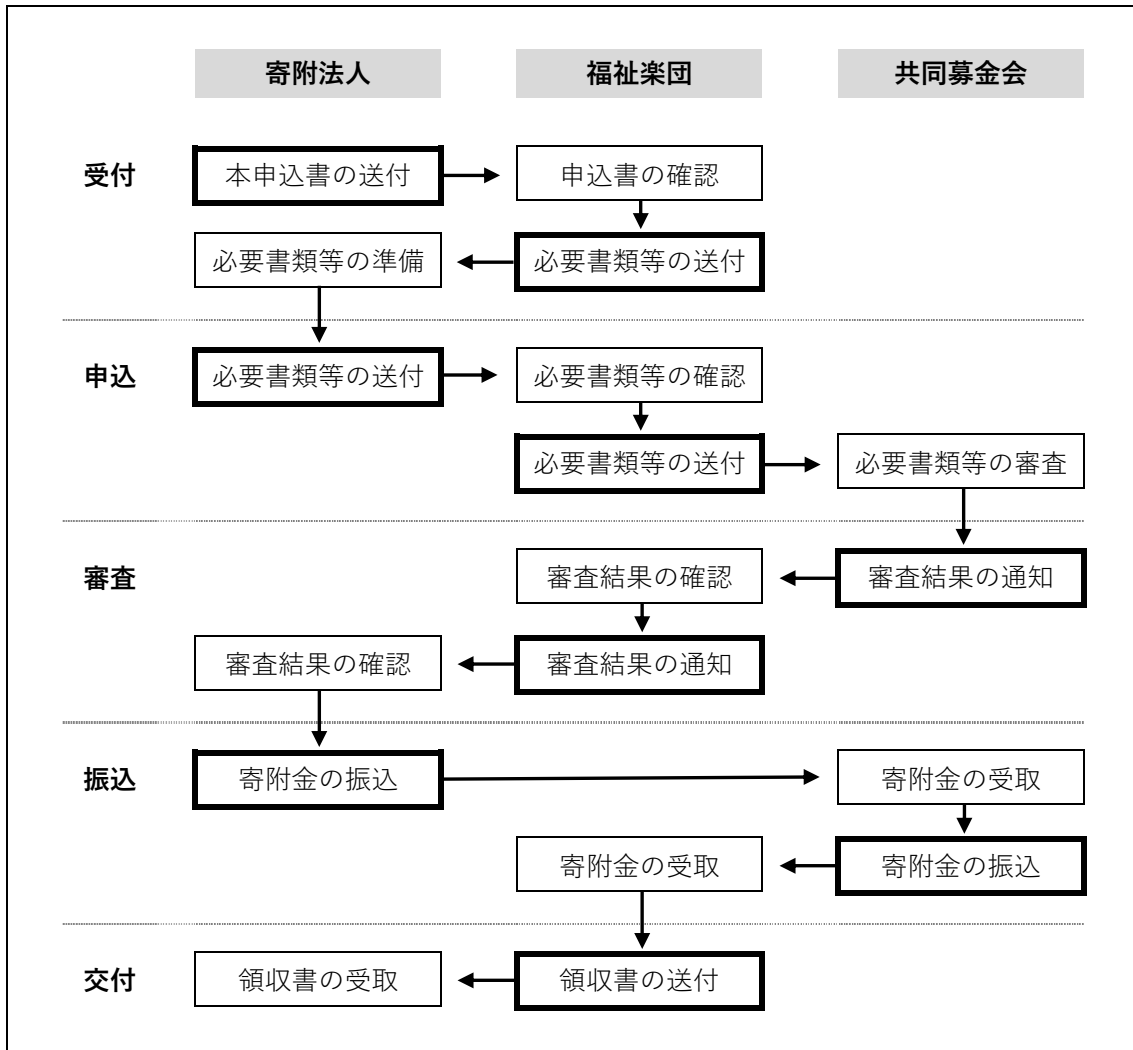 寄附法人 福祉楽団 共同募金会
受付 本申込書の送付 申込書の確認
必要書類等の準備 必要書類等の送付
申込 必要書類等の送付 必要書類等の確認
必要書類等の送付 必要書類等の審査
審査 審査結果の確認 審査結果の通知
審査結果の確認 審査結果の通知
振込 寄附金の振込 寄附金の受取
寄附金の受取 寄附金の振込
交付 領収書の受取 領収書の送付